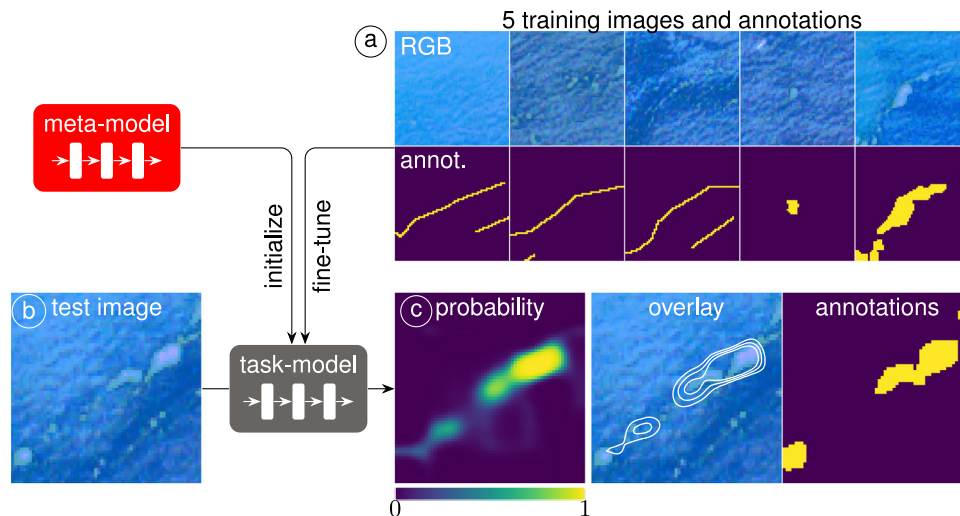 5 training images and annotations
a
RGB
meta-model
annot.
initialize
fine-tune
b test image
c probability
overlay
annotations
task-model
0
1